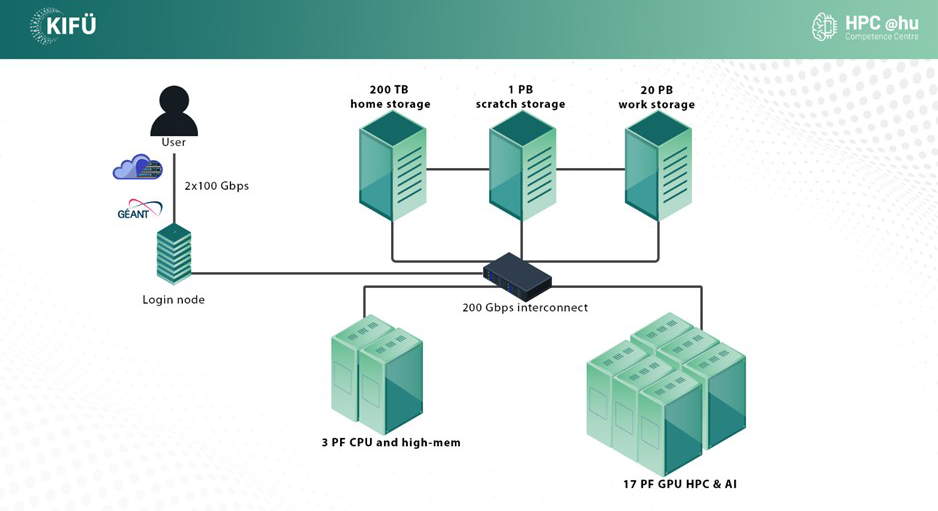 KIFÜ
HPC @hu
Competence Centre
User
2x100 Gbps
GÉANT
Login node
200 TB
home storage
1 PB
scratch storage
20 PB
work storage
200 Gbps interconnect
3 PF CPU and high-mem
17 PF GPU HPC & AI